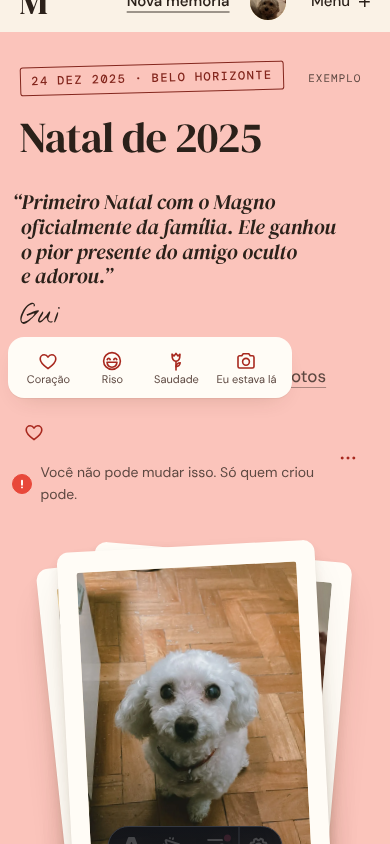 M
Nova memória
Menu +
24 DEZ 2025 · BELO HORIZONTE
EXEMPLO
Natal de 2025
“Primeiro Natal com o Magno
oficialmente da família. Ele ganhou
o pior presente do amigo oculto
e adorou.”
Gui
Coração
Riso
Saudade
Eu estava lá
otos
...
Você não pode mudar isso. Só quem criou
pode.